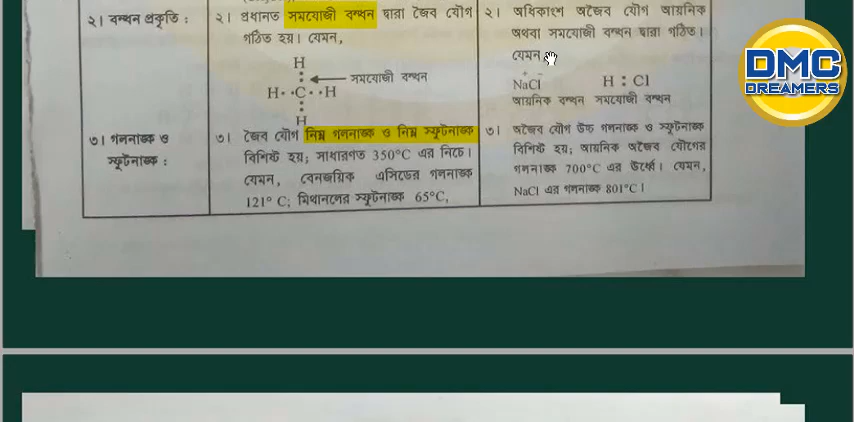 ২। বন্ধন প্রকৃতি :
২। প্রধানত সমযোজী বন্ধন দ্বারা জৈব যৌগ
গঠিত হয়। যেমন,
H
সমযোজী বন্ধন
H··C··H
H
২। অধিকাংশ অজৈব যৌগ আয়নিক
অথবা সমযোজী বন্ধন দ্বারা গঠিত।
যেমন,
+ −
NaCl H : Cl
আয়নিক বন্ধন সমযোজী বন্ধন
৩। গলনাঙ্ক ও
স্ফুটনাঙ্ক :
৩। জৈব যৌগ নিম্ন গলনাঙ্ক ও নিম্ন স্ফুটনাঙ্ক
বিশিষ্ট হয়; সাধারণত 350°C এর নিচে।
যেমন, বেনজয়িক এসিডের গলনাঙ্ক
121° C; মিথানলের স্ফুটনাঙ্ক 65°C,
৩। অজৈব যৌগ উচ্চ গলনাঙ্ক ও স্ফুটনাঙ্ক
বিশিষ্ট হয়; আয়নিক অজৈব যৌগের
গলনাঙ্ক 700°C এর উর্ধ্বে। যেমন,
NaCl এর গলনাঙ্ক 801°C।
DMC
DREAMERS